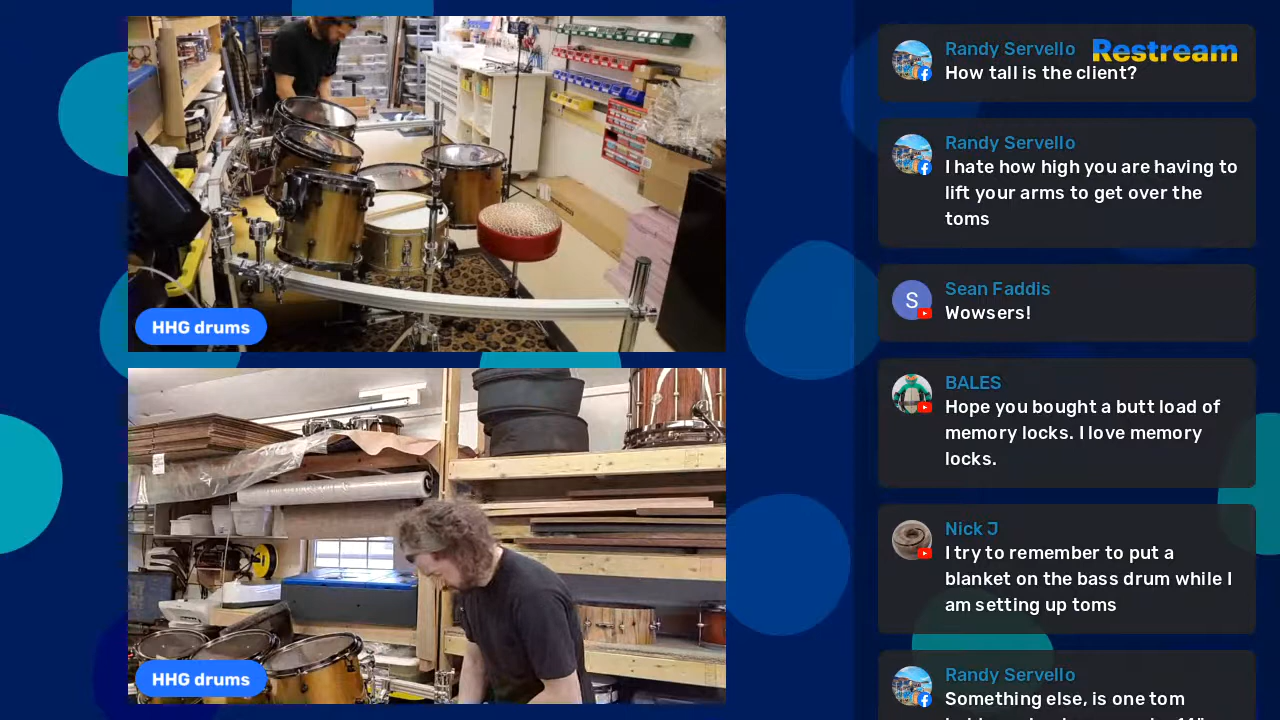 Randy Servello
Restream
How tall is the client?
Randy Servello
I hate how high you are having to
lift your arms to get over the
toms
S
Sean Faddis
Wowsers!
BALES
Hope you bought a butt load of
memory locks. I love memory
locks.
Nick J
I try to remember to put a
blanket on the bass drum while I
am setting up toms
Randy Servello
Something else, is one tom
HHG drums
HHG drums